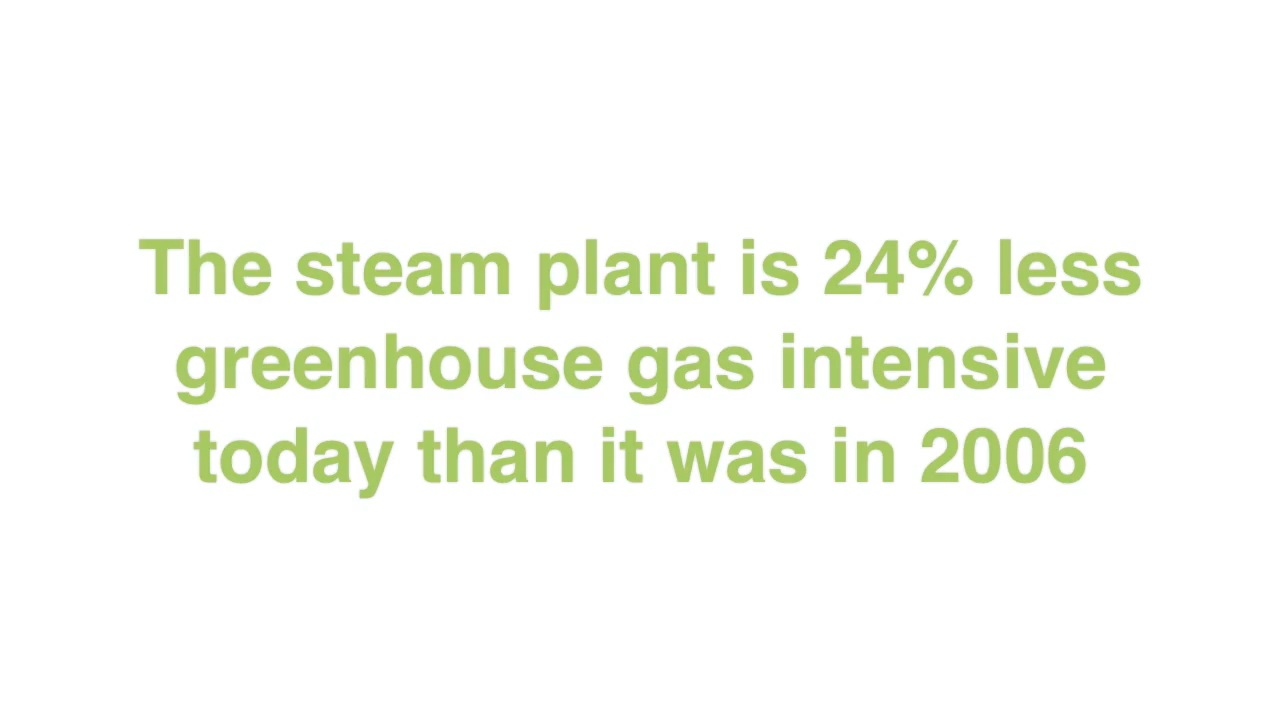 The steam plant is 24% less
greenhouse gas intensive
today than it was in 2006